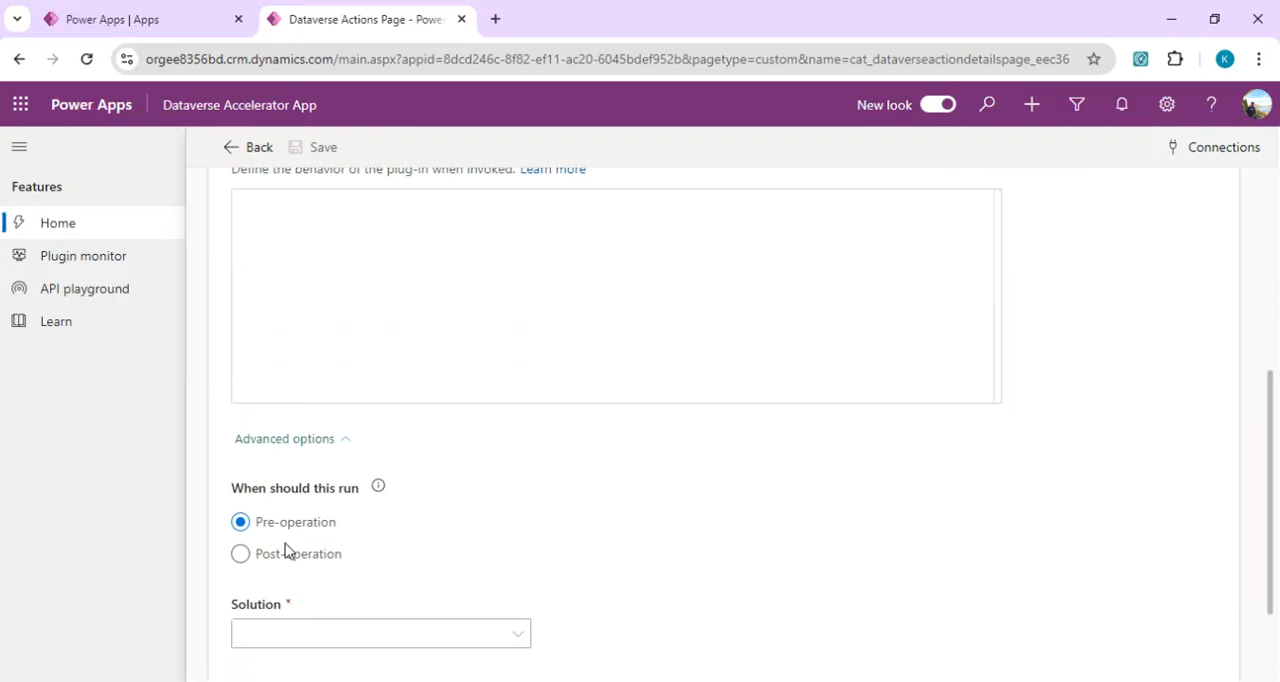 Power Apps | Apps
Dataverse Actions Page - Power
orgee8356bd.crm.dynamics.com/main.aspx?appid=8dcd246c-8f82-ef11-ac20-6045bdef952b&pagetype=custom&name=cat_dataverseactiondetailspage_eec36
K
Power Apps
Dataverse Accelerator App
New look
Back
Save
Connections
Features
Home
Plugin monitor
API playground
Learn
Define the behavior of the plug-in when invoked. Learn more
Advanced options
When should this run
Pre-operation
Post-operation
Solution *